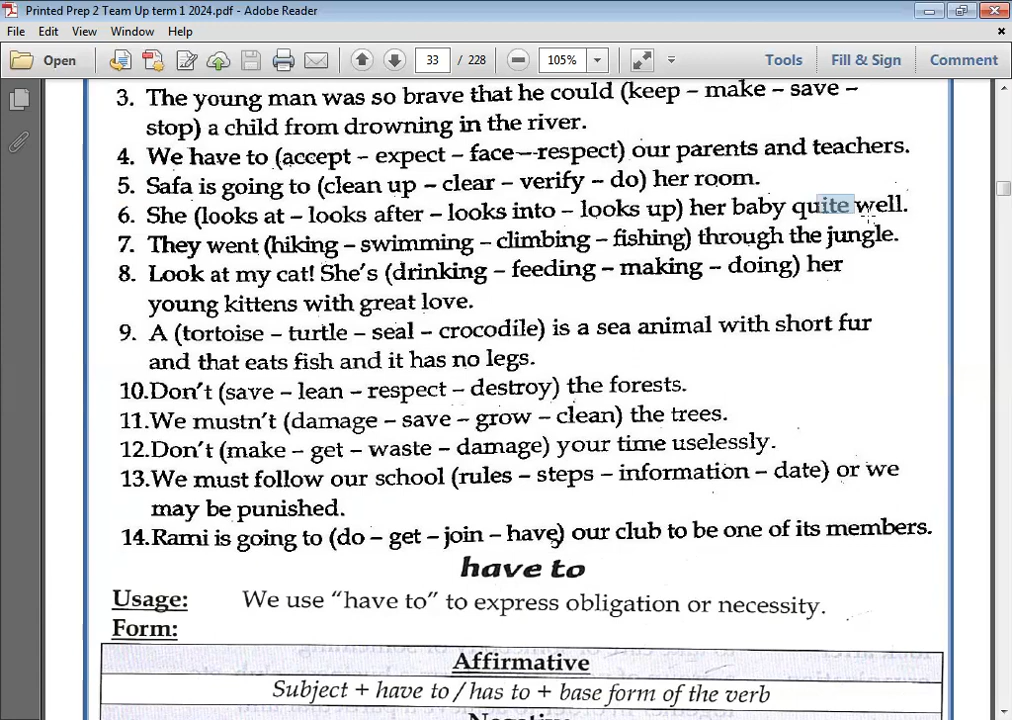 Printed Prep 2 Team Up term 1 2024.pdf - Adobe Reader
File Edit View Window Help
Open 33 / 228 105% Tools Fill & Sign Comment
3. The young man was so brave that he could (keep – make – save –
stop) a child from drowning in the river.
4. We have to (accept – expect – face—respect) our parents and teachers.
5. Safa is going to (clean up – clear – verify – do) her room.
6. She (looks at – looks after – looks into – looks up) her baby quite well.
7. They went (hiking – swimming – climbing – fishing) through the jungle.
8. Look at my cat! She's (drinking – feeding – making – doing) her
young kittens with great love.
9. A (tortoise – turtle – seal – crocodile) is a sea animal with short fur
and that eats fish and it has no legs.
10.Don't (save – lean – respect – destroy) the forests.
11.We mustn't (damage – save – grow – clean) the trees.
12.Don't (make – get – waste – damage) your time uselessly.
13.We must follow our school (rules – steps – information – date) or we
may be punished.
14.Rami is going to (do – get – join – have) our club to be one of its members.
have to
Usage: We use "have to" to express obligation or necessity.
Form:
Affirmative
Subject + have to / has to + base form of the verb
Negative